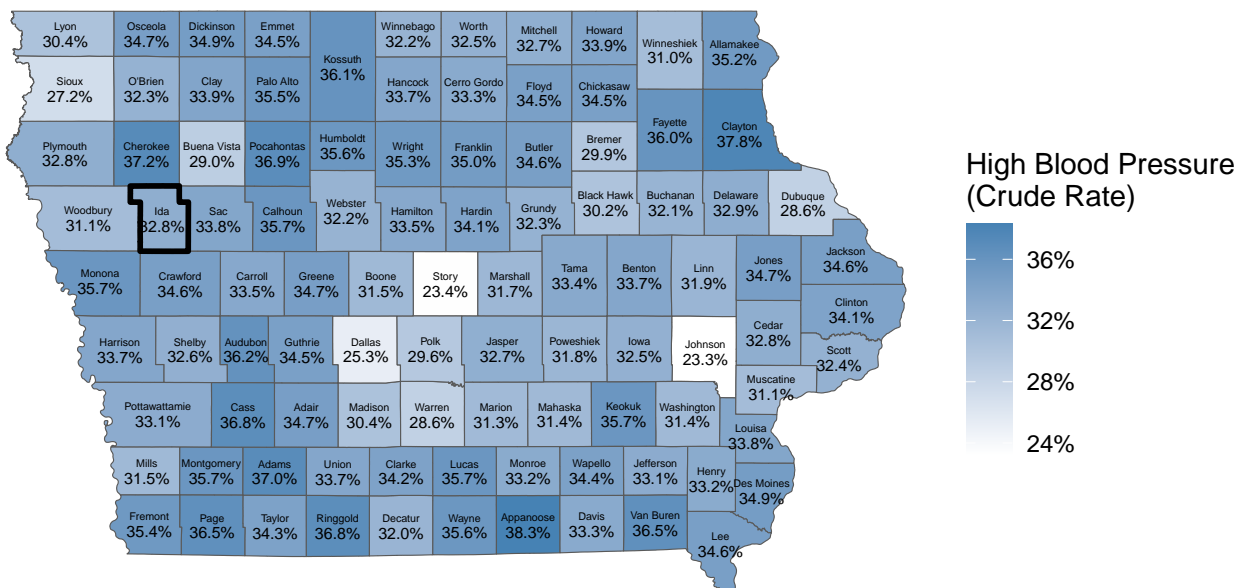 Lyon
30.4%
Osceola
34.7%
Dickinson
34.9%
Emmet
34.5%
Kossuth
36.1%
Winnebago
32.2%
Worth
32.5%
Mitchell
32.7%
Howard
33.9%
Winneshiek
31.0%
Allamakee
35.2%
Sioux
27.2%
O'Brien
32.3%
Clay
33.9%
Palo Alto
35.5%
Hancock
33.7%
Cerro Gordo
33.3%
Floyd
34.5%
Chickasaw
34.5%
Plymouth
32.8%
Cherokee
37.2%
Buena Vista
29.0%
Pocahontas
36.9%
Humboldt
35.6%
Wright
35.3%
Franklin
35.0%
Butler
34.6%
Bremer
29.9%
Fayette
36.0%
Clayton
37.8%
Woodbury
31.1%
Ida
32.8%
Sac
33.8%
Calhoun
35.7%
Webster
32.2%
Hamilton
33.5%
Hardin
34.1%
Grundy
32.3%
Black Hawk
30.2%
Buchanan
32.1%
Delaware
32.9%
Dubuque
28.6%
Monona
35.7%
Crawford
34.6%
Carroll
33.5%
Greene
34.7%
Boone
31.5%
Story
23.4%
Marshall
31.7%
Tama
33.4%
Benton
33.7%
Linn
31.9%
Jones
34.7%
Jackson
34.6%
Clinton
34.1%
Harrison
33.7%
Shelby
32.6%
Audubon
36.2%
Guthrie
34.5%
Dallas
25.3%
Polk
29.6%
Jasper
32.7%
Poweshiek
31.8%
Iowa
32.5%
Johnson
23.3%
Cedar
32.8%
Scott
32.4%
Muscatine
31.1%
Pottawattamie
33.1%
Cass
36.8%
Adair
34.7%
Madison
30.4%
Warren
28.6%
Marion
31.3%
Mahaska
31.4%
Keokuk
35.7%
Washington
31.4%
Louisa
33.8%
Mills
31.5%
Montgomery
35.7%
Adams
37.0%
Union
33.7%
Clarke
34.2%
Lucas
35.7%
Monroe
33.2%
Wapello
34.4%
Jefferson
33.1%
Henry
33.2%
Des Moines
34.9%
Fremont
35.4%
Page
36.5%
Taylor
34.3%
Ringgold
36.8%
Decatur
32.0%
Wayne
35.6%
Appanoose
38.3%
Davis
33.3%
Van Buren
36.5%
Lee
34.6%
High Blood Pressure
(Crude Rate)
36%
32%
28%
24%